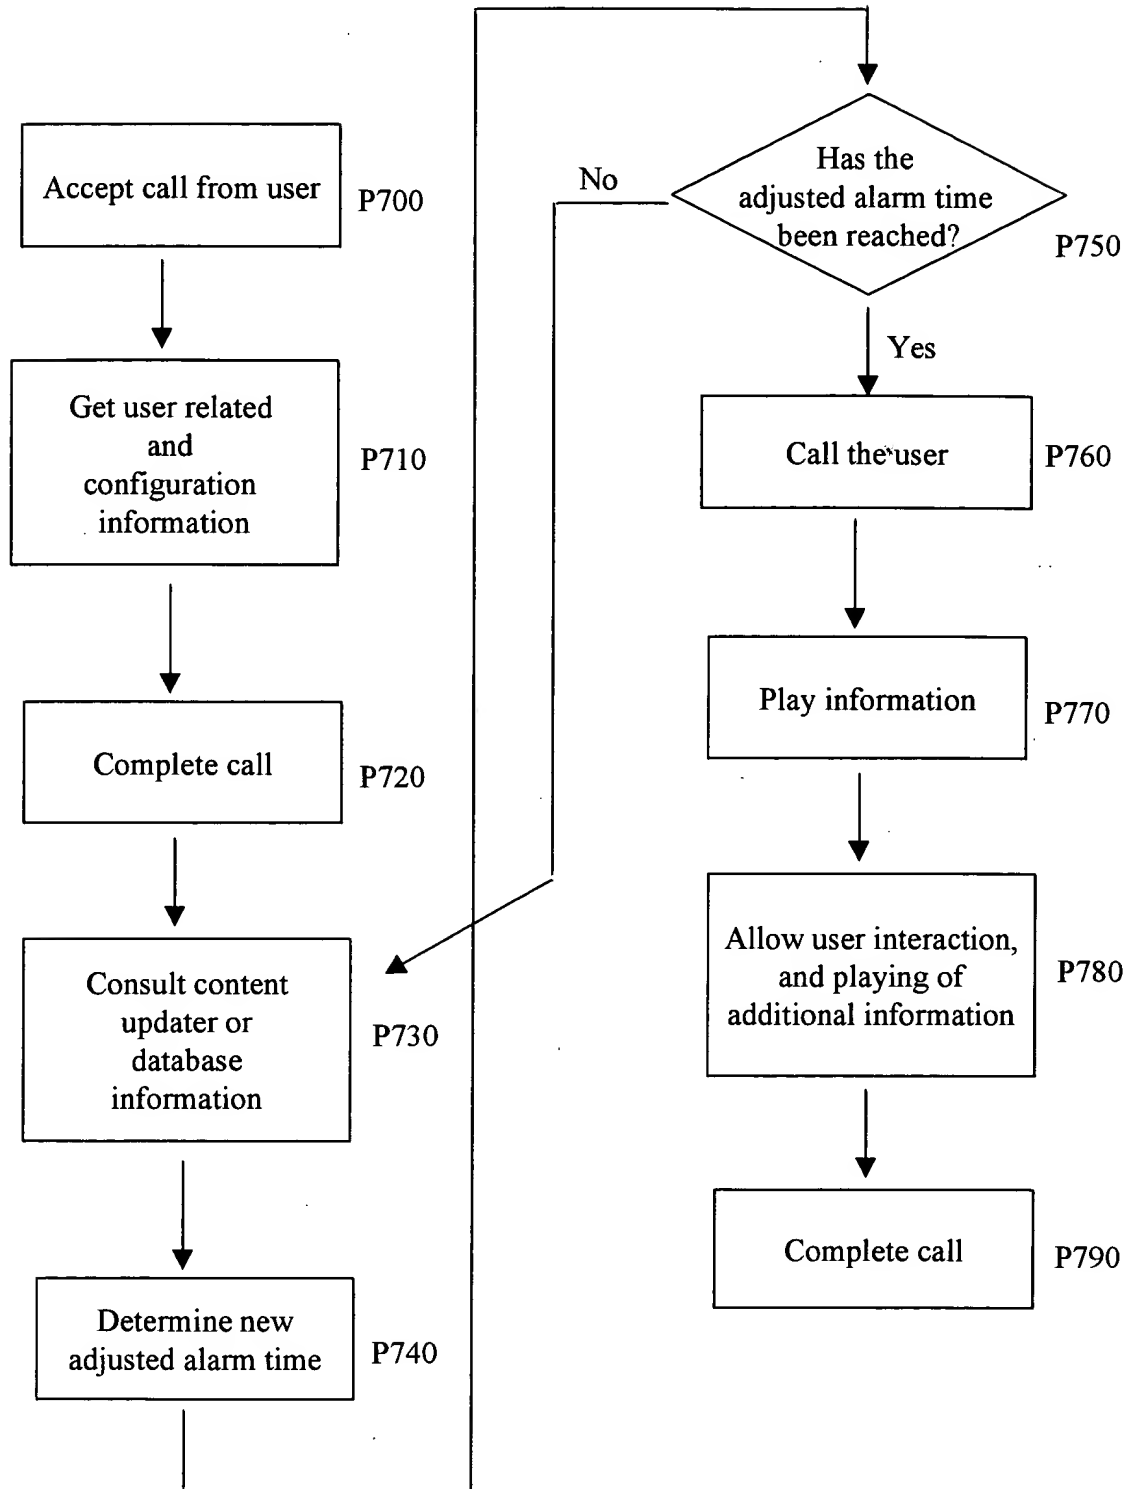 Accept call from user
P700
Get user related
and
configuration
information
P710
Complete call
P720
Consult content
updater or
database
information
P730
Determine new
adjusted alarm time
P740
Has the
adjusted alarm time
been reached?
P750
No
Yes
Call the user
P760
Play information
P770
Allow user interaction,
and playing of
additional information
P780
Complete call
P790